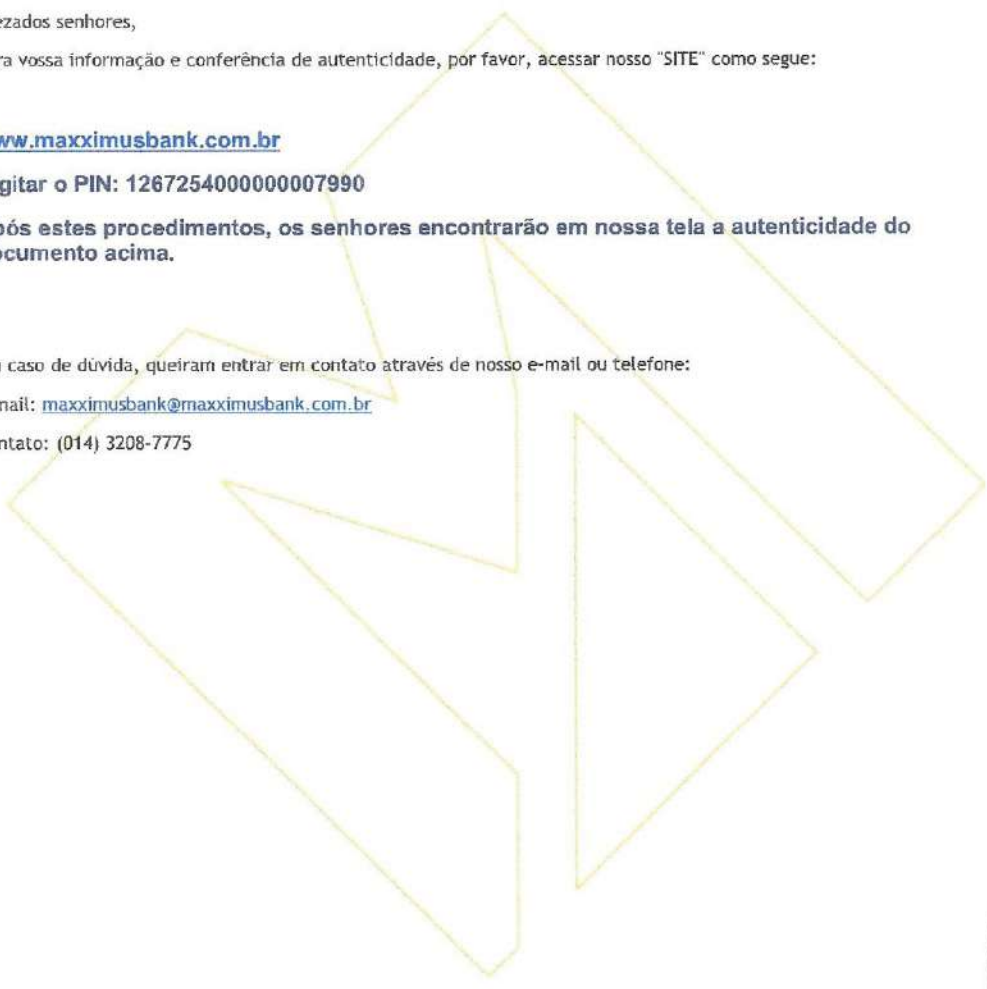 ezados senhores,
ra vossa informação e conferência de autenticidade, por favor, acessar nosso "SITE" como segue:
ww.maxximusbank.com.br
gitar o PIN: 1267254000000007990
pós estes procedimentos, os senhores encontrarão em nossa tela a autenticidade do
ocumento acima.
caso de dúvida, queiram entrar em contato através de nosso e-mail ou telefone:
mail: maxximusbank@maxximusbank.com.br
ntato: (014) 3208-7775